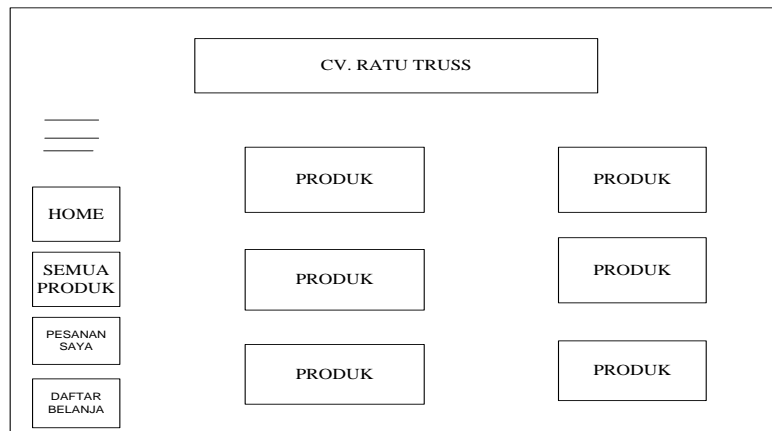 CV. RATU TRUSS
HOME
SEMUA
PRODUK
PESANAN
SAYA
DAFTAR
BELANJA
PRODUK
PRODUK
PRODUK
PRODUK
PRODUK
PRODUK